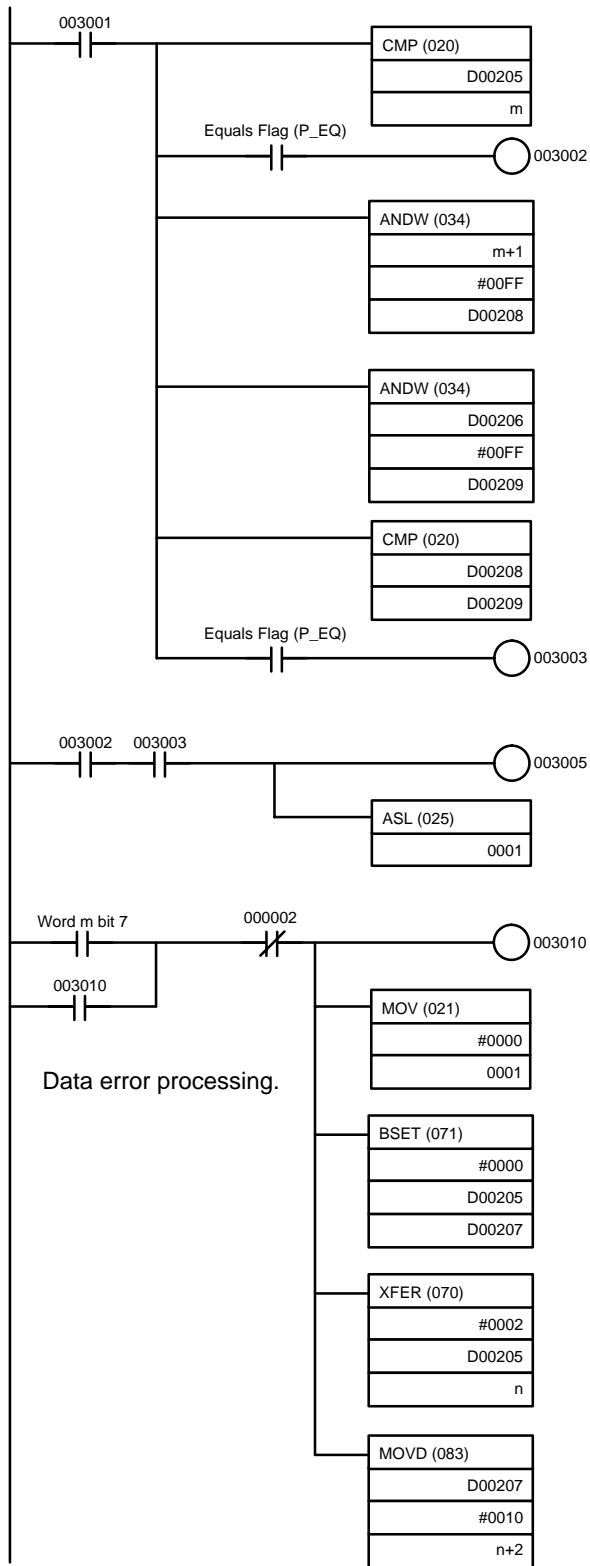 003001
CMP (020)
D00205
m
Equals Flag (P_EQ)
003002
ANDW (034)
m+1
#00FF
D00208
ANDW (034)
D00206
#00FF
D00209
CMP (020)
D00208
D00209
Equals Flag (P_EQ)
003003
003002 003003
003005
ASL (025)
0001
Word m bit 7
000002
003010
003010
MOV (021)
#0000
0001
Data error processing.
BSET (071)
#0000
D00205
D00207
XFER (070)
#0002
D00205
n
MOVD (083)
D00207
#0010
n+2